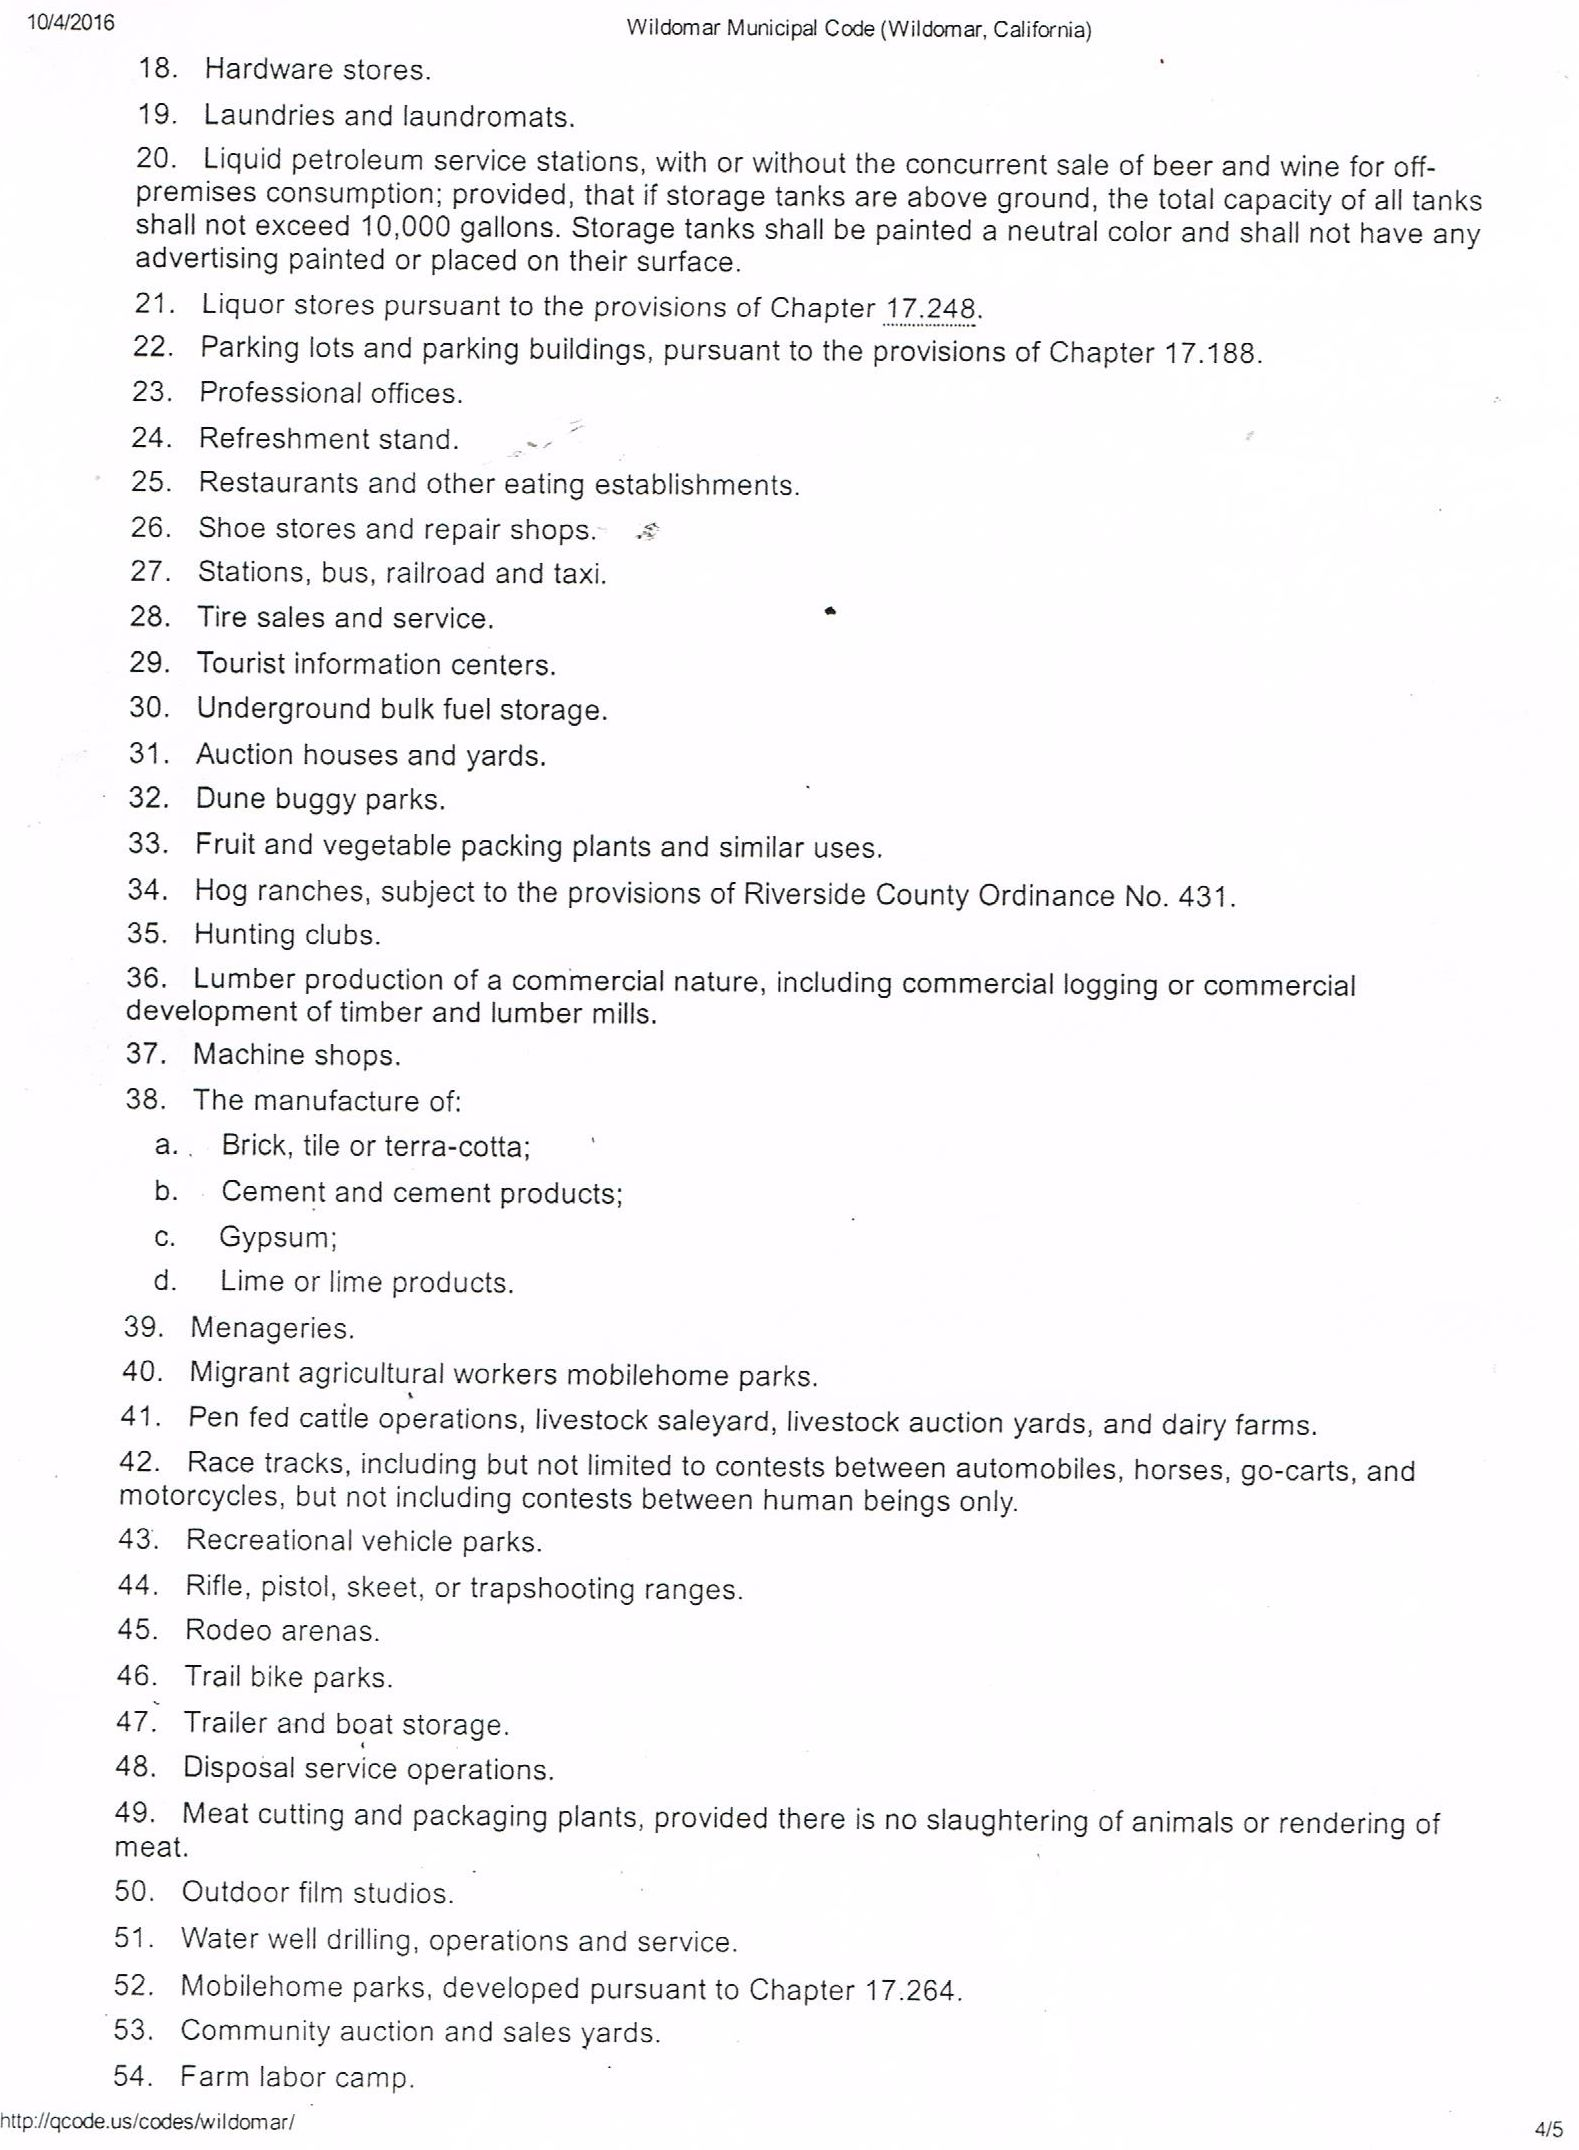 10/4/2016
Wildomar Municipal Code (Wildomar, California)
18. Hardware stores.
19. Laundries and laundromats.
20. Liquid petroleum service stations, with or without the concurrent sale of beer and wine for off-
premises consumption; provided, that if storage tanks are above ground, the total capacity of all tanks
shall not exceed 10,000 gallons. Storage tanks shall be painted a neutral color and shall not have any
advertising painted or placed on their surface.
21. Liquor stores pursuant to the provisions of Chapter 17.248.
22. Parking lots and parking buildings, pursuant to the provisions of Chapter 17.188.
23. Professional offices.
24. Refreshment stand.
25. Restaurants and other eating establishments.
26. Shoe stores and repair shops.
27. Stations, bus, railroad and taxi.
28. Tire sales and service.
29. Tourist information centers.
30. Underground bulk fuel storage.
31. Auction houses and yards.
32. Dune buggy parks.
33. Fruit and vegetable packing plants and similar uses.
34. Hog ranches, subject to the provisions of Riverside County Ordinance No. 431.
35. Hunting clubs.
36. Lumber production of a commercial nature, including commercial logging or commercial
development of timber and lumber mills.
37. Machine shops.
38. The manufacture of:
a. Brick, tile or terra-cotta;
b. Cement and cement products;
c. Gypsum;
d. Lime or lime products.
39. Menageries.
40. Migrant agricultural workers mobilehome parks.
41. Pen fed cattle operations, livestock saleyard, livestock auction yards, and dairy farms.
42. Race tracks, including but not limited to contests between automobiles, horses, go-carts, and
motorcycles, but not including contests between human beings only.
43. Recreational vehicle parks.
44. Rifle, pistol, skeet, or trapshooting ranges.
45. Rodeo arenas.
46. Trail bike parks.
47. Trailer and boat storage.
48. Disposal service operations.
49. Meat cutting and packaging plants, provided there is no slaughtering of animals or rendering of
meat.
50. Outdoor film studios.
51. Water well drilling, operations and service.
52. Mobilehome parks, developed pursuant to Chapter 17.264.
53. Community auction and sales yards.
54. Farm labor camp.
http://qcode.us/codes/wildomar/
4/5